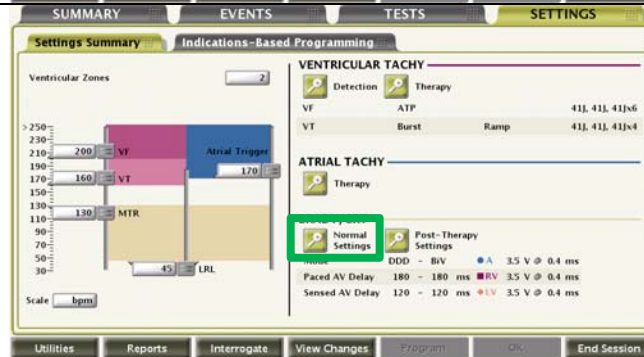 SUMMARY EVENTS TESTS SETTINGS
Settings Summary Indications-Based Programming
Ventricular Zones 2
VENTRICULAR TACHY
Detection Therapy
VF ATP 41J, 41J, 41Jx6
VT Burst Ramp 41J, 41J, 41Jx4
>250
230
210 200 VF Atrial Trigger
190
170 160 VT 170
150
130 130 MTR
110
90
70
50
30 45 LRL
Scale bpm
ATRIAL TACHY
Therapy
Normal Settings Post-Therapy Settings
Mode DDD - BiV A 3.5 V @ 0.4 ms
Paced AV Delay 180 - 180 ms RV 3.5 V @ 0.4 ms
Sensed AV Delay 120 - 120 ms LV 3.5 V @ 0.4 ms
Utilities Reports Interrogate View Changes Program OK End Session